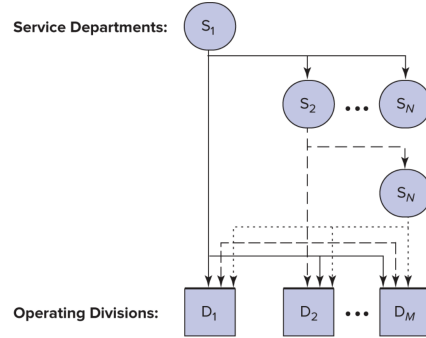 Service Departments:
S1
S2 ••• SN
SN
Operating Divisions:
D1 D2 ••• DM